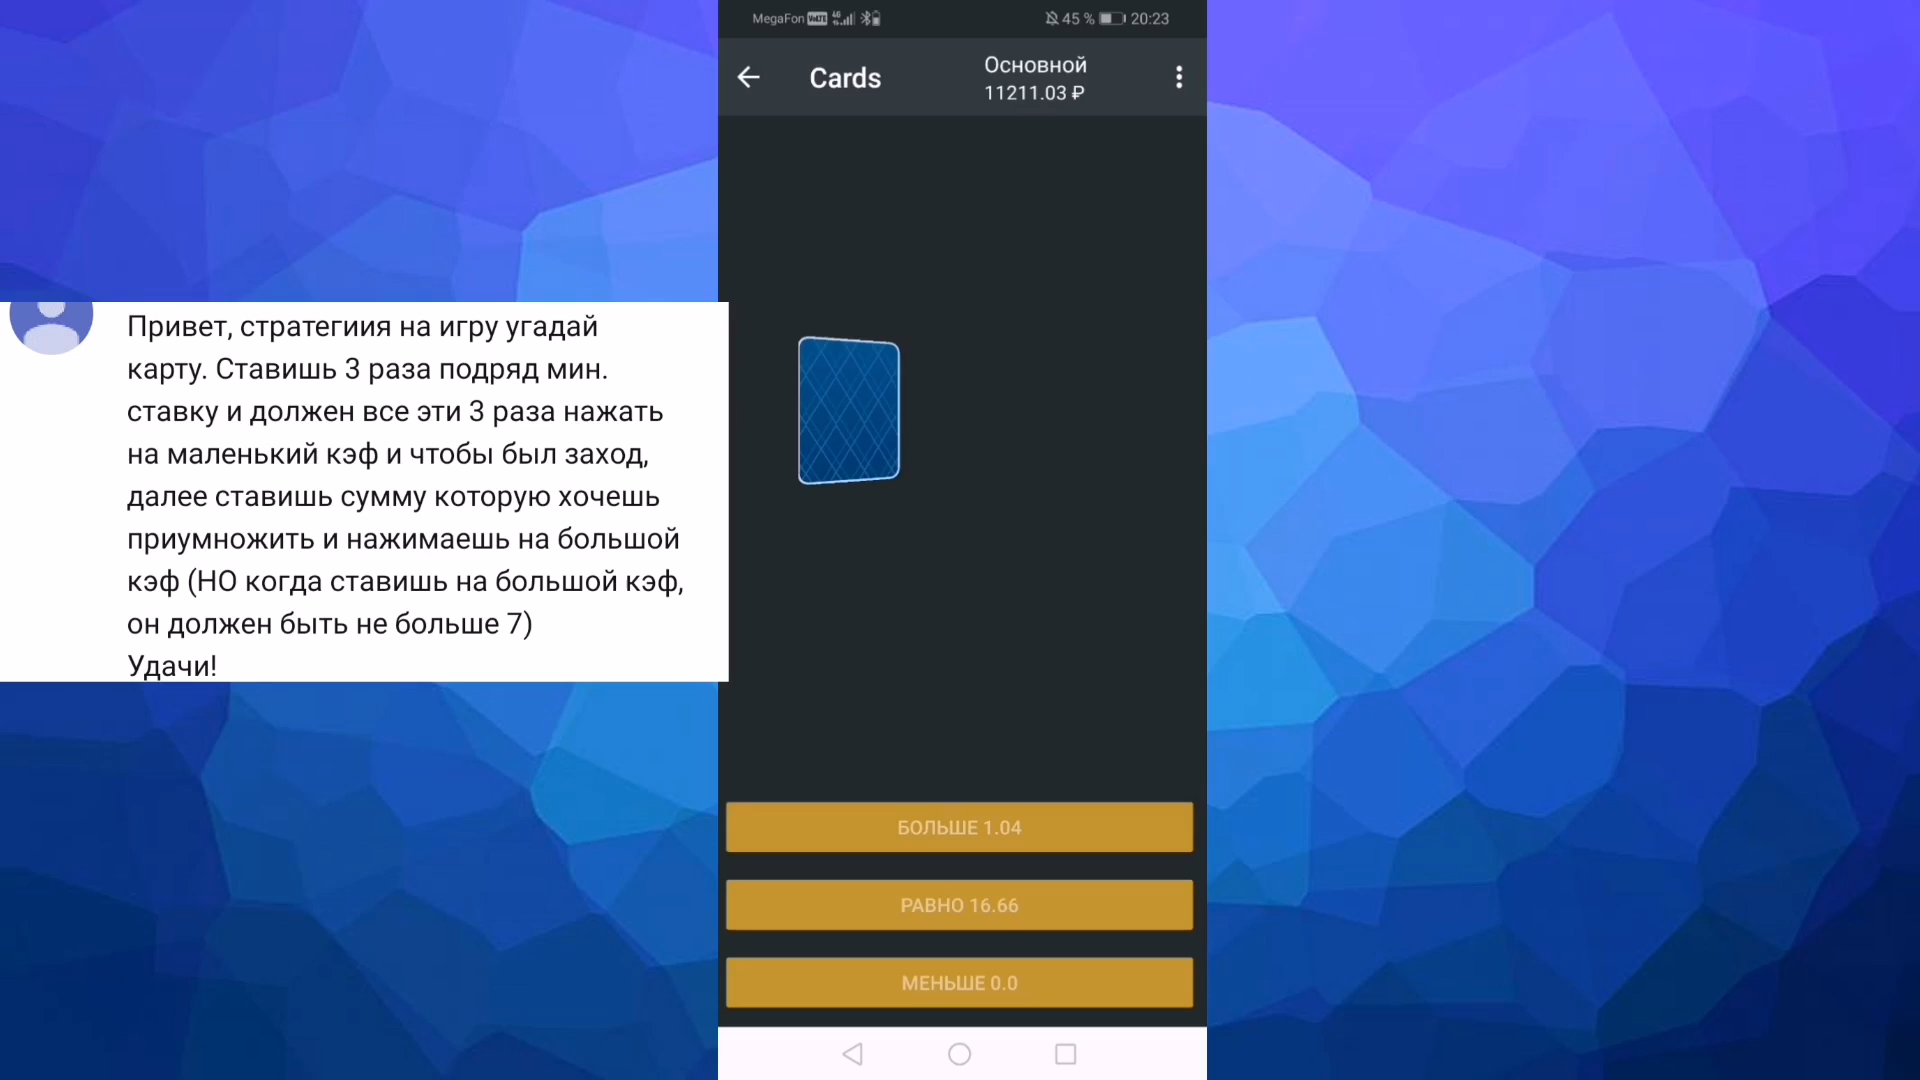 MegaFon VoLTE 4G 45 % 20:23
Cards
Основной
11211.03 ₽
Привет, стратегиия на игру угадай
карту. Ставишь 3 раза подряд мин.
ставку и должен все эти 3 раза нажать
на маленький кэф и чтобы был заход,
далее ставишь сумму которую хочешь
приумножить и нажимаешь на большой
кэф (НО когда ставишь на большой кэф,
он должен быть не больше 7)
Удачи!
БОЛЬШЕ 1.04
РАВНО 16.66
МЕНЬШЕ 0.0